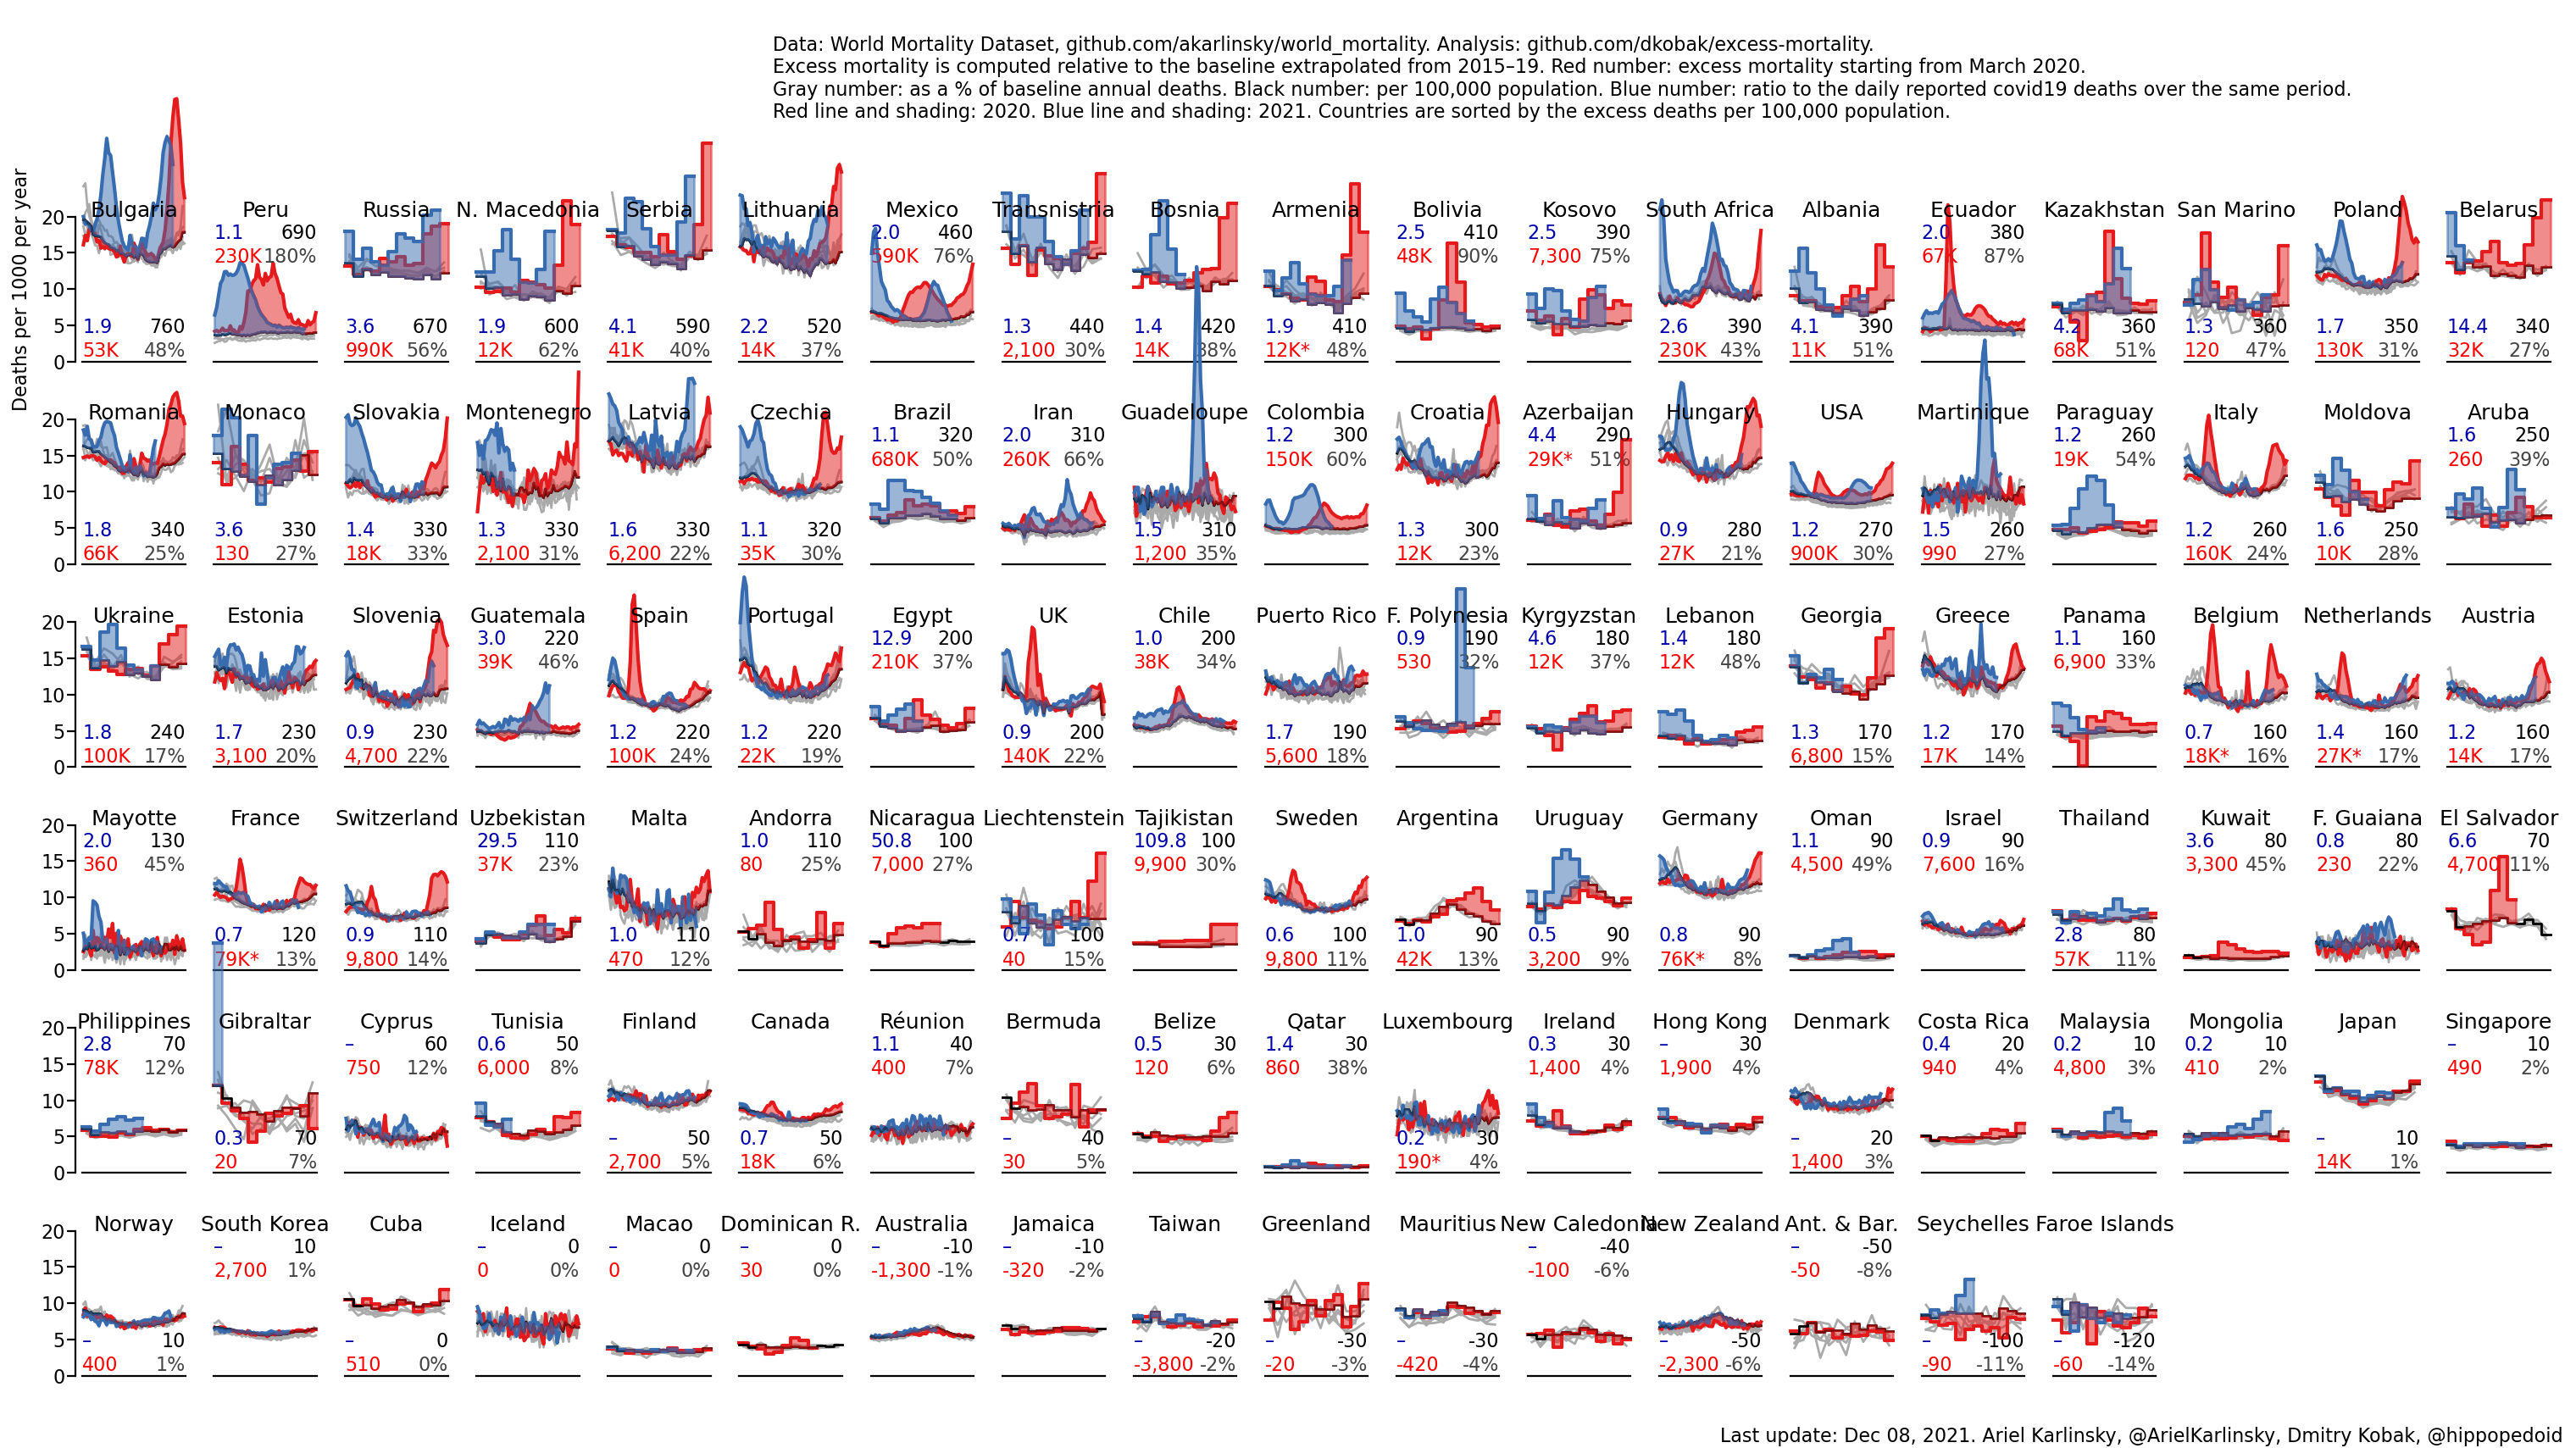 Data: World Mortality Dataset, github.com/akarlinsky/world_mortality. Analysis: github.com/dkobak/excess-mortality.
Excess mortality is computed relative to the baseline extrapolated from 2015–19. Red number: excess mortality starting from March 2020.
Gray number: as a % of baseline annual deaths. Black number: per 100,000 population. Blue number: ratio to the daily reported covid19 deaths over the same period.
Red line and shading: 2020. Blue line and shading: 2021. Countries are sorted by the excess deaths per 100,000 population.
Deaths per 1000 per year
20 Bulgaria Peru Russia N. Macedonia Serbia Lithuania Mexico Transnistria Bosnia Armenia Bolivia Kosovo South Africa Albania Ecuador Kazakhstan San Marino Poland Belarus
1.1 690 2.0 460 2.5 410 2.5 390 2.0 380
15 230K 180% 590K 76% 48K 90% 7,300 75% 67K 87%
10
5 1.9 760 3.6 670 1.9 600 4.1 590 2.2 520 1.3 440 1.4 420 1.9 410 2.6 390 4.1 390 4.2 360 1.3 360 1.7 350 14.4 340
0 53K 48% 990K 56% 12K 62% 41K 40% 14K 37% 2,100 30% 14K 38% 12K* 48% 230K 43% 11K 51% 68K 51% 120 47% 130K 31% 32K 27%
20 Romania Monaco Slovakia Montenegro Latvia Czechia Brazil Iran Guadeloupe Colombia Croatia Azerbaijan Hungary USA Martinique Paraguay Italy Moldova Aruba
1.1 320 2.0 310 1.2 300 4.4 290 1.2 260 1.6 250
15 680K 50% 260K 66% 150K 60% 29K* 51% 19K 54% 260 39%
10
5 1.8 340 3.6 330 1.4 330 1.3 330 1.6 330 1.1 320 1.5 310 1.3 300 0.9 280 1.2 270 1.5 260 1.2 260 1.6 250
0 66K 25% 130 27% 18K 33% 2,100 31% 6,200 22% 35K 30% 1,200 35% 12K 23% 27K 21% 900K 30% 990 27% 160K 24% 10K 28%
20 Ukraine Estonia Slovenia Guatemala Spain Portugal Egypt UK Chile Puerto Rico F. Polynesia Kyrgyzstan Lebanon Georgia Greece Panama Belgium Netherlands Austria
3.0 220 12.9 200 1.0 200 0.9 190 4.6 180 1.4 180 1.1 160
15 39K 46% 210K 37% 38K 34% 530 32% 12K 37% 12K 48% 6,900 33%
10
5 1.8 240 1.7 230 0.9 230 1.2 220 1.2 220 0.9 200 1.7 190 1.3 170 1.2 170 0.7 160 1.4 160 1.2 160
0 100K 17% 3,100 20% 4,700 22% 100K 24% 22K 19% 140K 22% 5,600 18% 6,800 15% 17K 14% 18K* 16% 27K* 17% 14K 17%
20 Mayotte France Switzerland Uzbekistan Malta Andorra Nicaragua Liechtenstein Tajikistan Sweden Argentina Uruguay Germany Oman Israel Thailand Kuwait F. Guaiana El Salvador
2.0 130 29.5 110 1.0 110 50.8 100 109.8 100 1.1 90 0.9 90 3.6 80 0.8 80 6.6 70
15 360 45% 37K 23% 80 25% 7,000 27% 9,900 30% 4,500 49% 7,600 16% 3,300 45% 230 22% 4,700 11%
10
5 0.7 120 0.9 110 1.0 110 0.7 100 0.6 100 1.0 90 0.5 90 0.8 90 2.8 80
0 79K* 13% 9,800 14% 470 12% 40 15% 9,800 11% 42K 13% 3,200 9% 76K* 8% 57K 11%
20 Philippines Gibraltar Cyprus Tunisia Finland Canada Réunion Bermuda Belize Qatar Luxembourg Ireland Hong Kong Denmark Costa Rica Malaysia Mongolia Japan Singapore
2.8 70 – 60 0.6 50 1.1 40 0.5 30 1.4 30 0.3 30 – 30 0.4 20 0.2 10 0.2 10 – 10
15 78K 12% 750 12% 6,000 8% 400 7% 120 6% 860 38% 1,400 4% 1,900 4% 940 4% 4,800 3% 410 2% 490 2%
10
5 0.3 70 – 50 0.7 50 – 40 0.2 30 – 20 – 10
0 20 7% 2,700 5% 18K 6% 30 5% 190* 4% 1,400 3% 14K 1%
20 Norway South Korea Cuba Iceland Macao Dominican R. Australia Jamaica Taiwan Greenland Mauritius New Caledonia New Zealand Ant. & Bar. Seychelles Faroe Islands
– 10 – 0 – 0 – 0 – -10 – -10 – -40 – -50
15 2,700 1% 0 0% 0 0% 30 0% -1,300 -1% -320 -2% -100 -6% -50 -8%
10
5 – 10 – 0 – -20 – -30 – -30 – -50 – -100 – -120
0 400 1% 510 0% -3,800 -2% -20 -3% -420 -4% -2,300 -6% -90 -11% -60 -14%
Last update: Dec 08, 2021. Ariel Karlinsky, @ArielKarlinsky, Dmitry Kobak, @hippopedoid